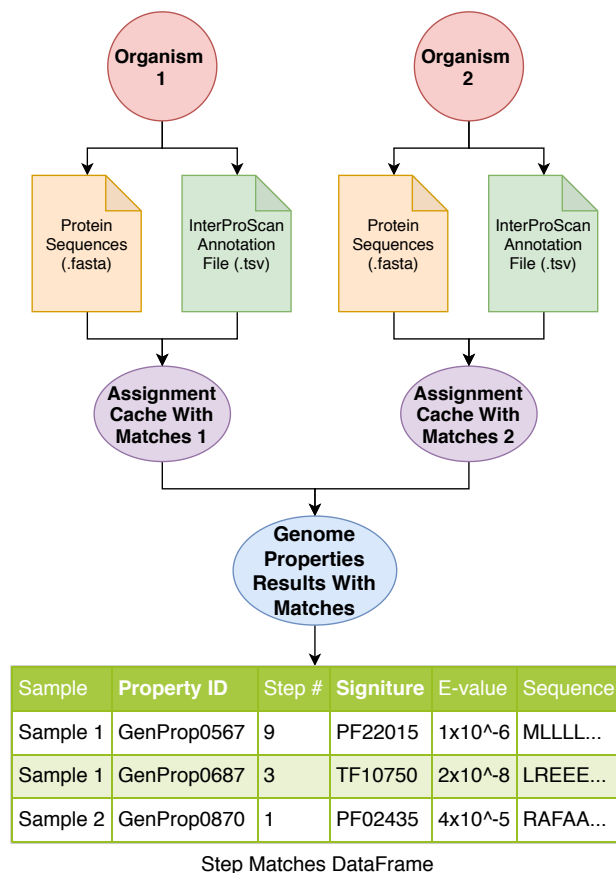 Organism
1
Organism
2
Protein
Sequences
(.fasta)
InterProScan
Annotation
File (.tsv)
Protein
Sequences
(.fasta)
InterProScan
Annotation
File (.tsv)
Assignment
Cache With
Matches 1
Assignment
Cache With
Matches 2
Genome
Properties
Results With
Matches
Sample Property ID Step # Signiture E-value Sequence
Sample 1 GenProp0567 9 PF22015 1x10^-6 MLLLL...
Sample 1 GenProp0687 3 TF10750 2x10^-8 LREEE...
Sample 2 GenProp0870 1 PF02435 4x10^-5 RAFAA...
Step Matches DataFrame